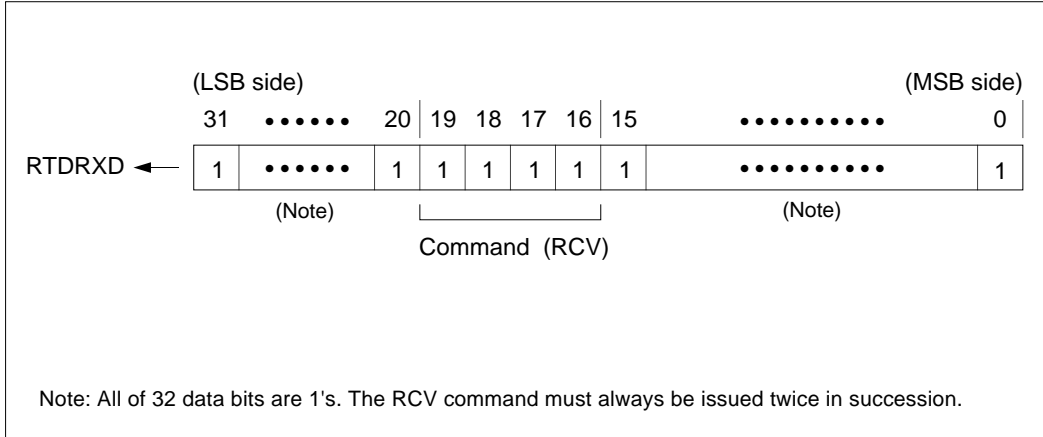 (LSB side) (MSB side)
31 •••••• 20 19 18 17 16 15 •••••••••• 0
RTDRXD 1 •••••• 1 1 1 1 1 1 •••••••••• 1
(Note) (Note)
Command (RCV)
Note: All of 32 data bits are 1's. The RCV command must always be issued twice in succession.